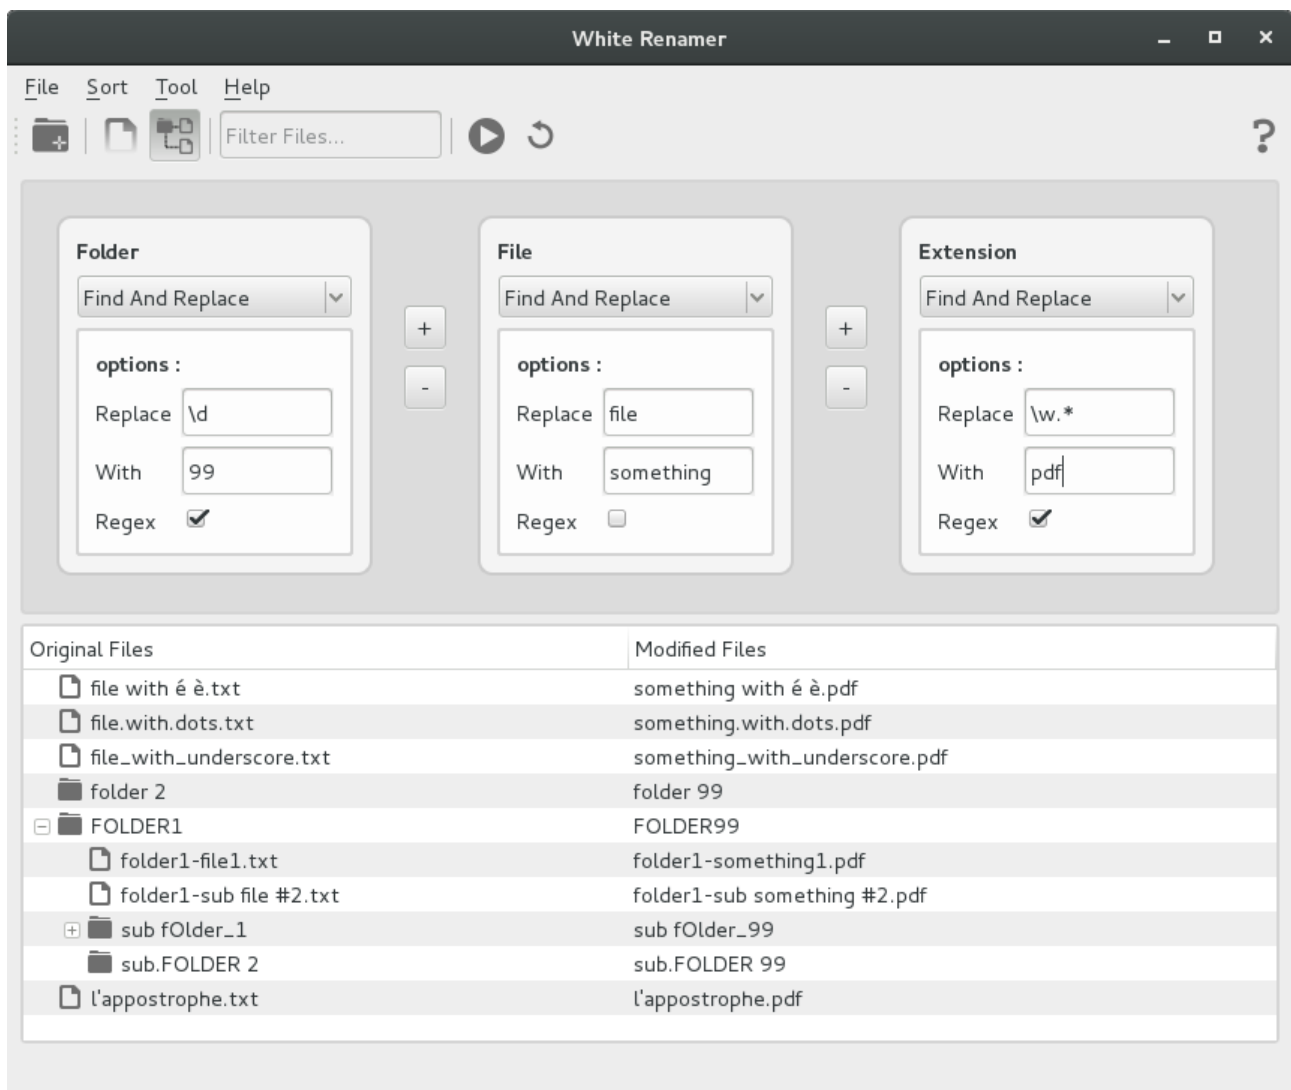 White Renamer
File Sort Tool Help
Filter Files...
?
Folder File Extension
Find And Replace Find And Replace Find And Replace
+ +
options : options : options :
- -
Replace \d Replace file Replace \w.*
With 99 With something With pdf
Regex Regex Regex
Original Files Modified Files
file with é è.txt something with é è.pdf
file.with.dots.txt something.with.dots.pdf
file_with_underscore.txt something_with_underscore.pdf
folder 2 folder 99
FOLDER1 FOLDER99
folder1-file1.txt folder1-something1.pdf
folder1-sub file #2.txt folder1-sub something #2.pdf
sub fOlder_1 sub fOlder_99
sub.FOLDER 2 sub.FOLDER 99
l'appostrophe.txt l'appostrophe.pdf